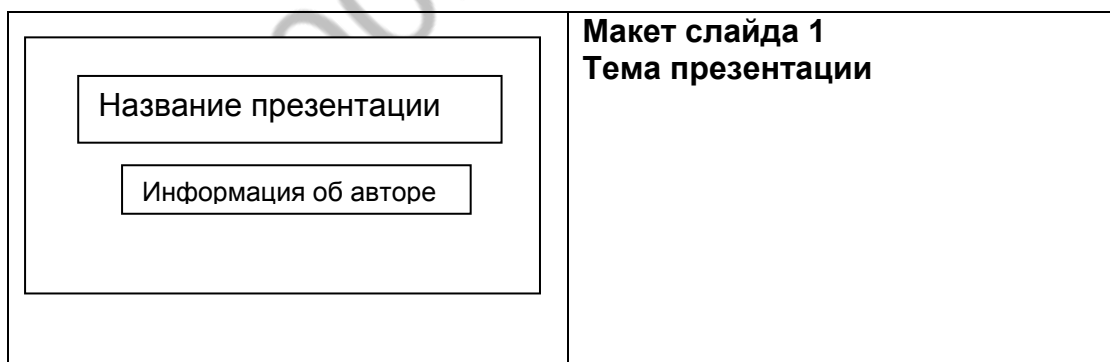 Название презентации
Информация об авторе
Макет слайда 1
Тема презентации